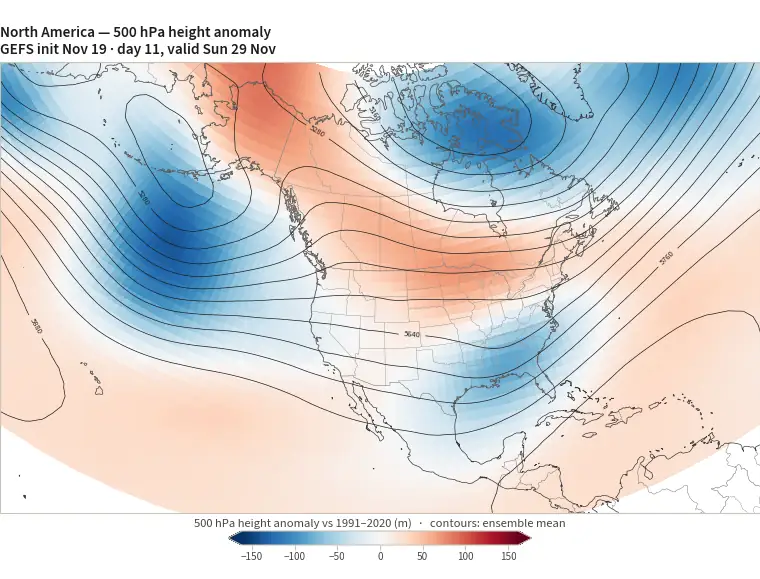 North America — 500 hPa height anomaly
GEFS init Nov 19 · day 11, valid Sun 29 Nov
5280
5280
5760
5880
5640
500 hPa height anomaly vs 1991–2020 (m) · contours: ensemble mean
−150 −100 −50 0 50 100 150